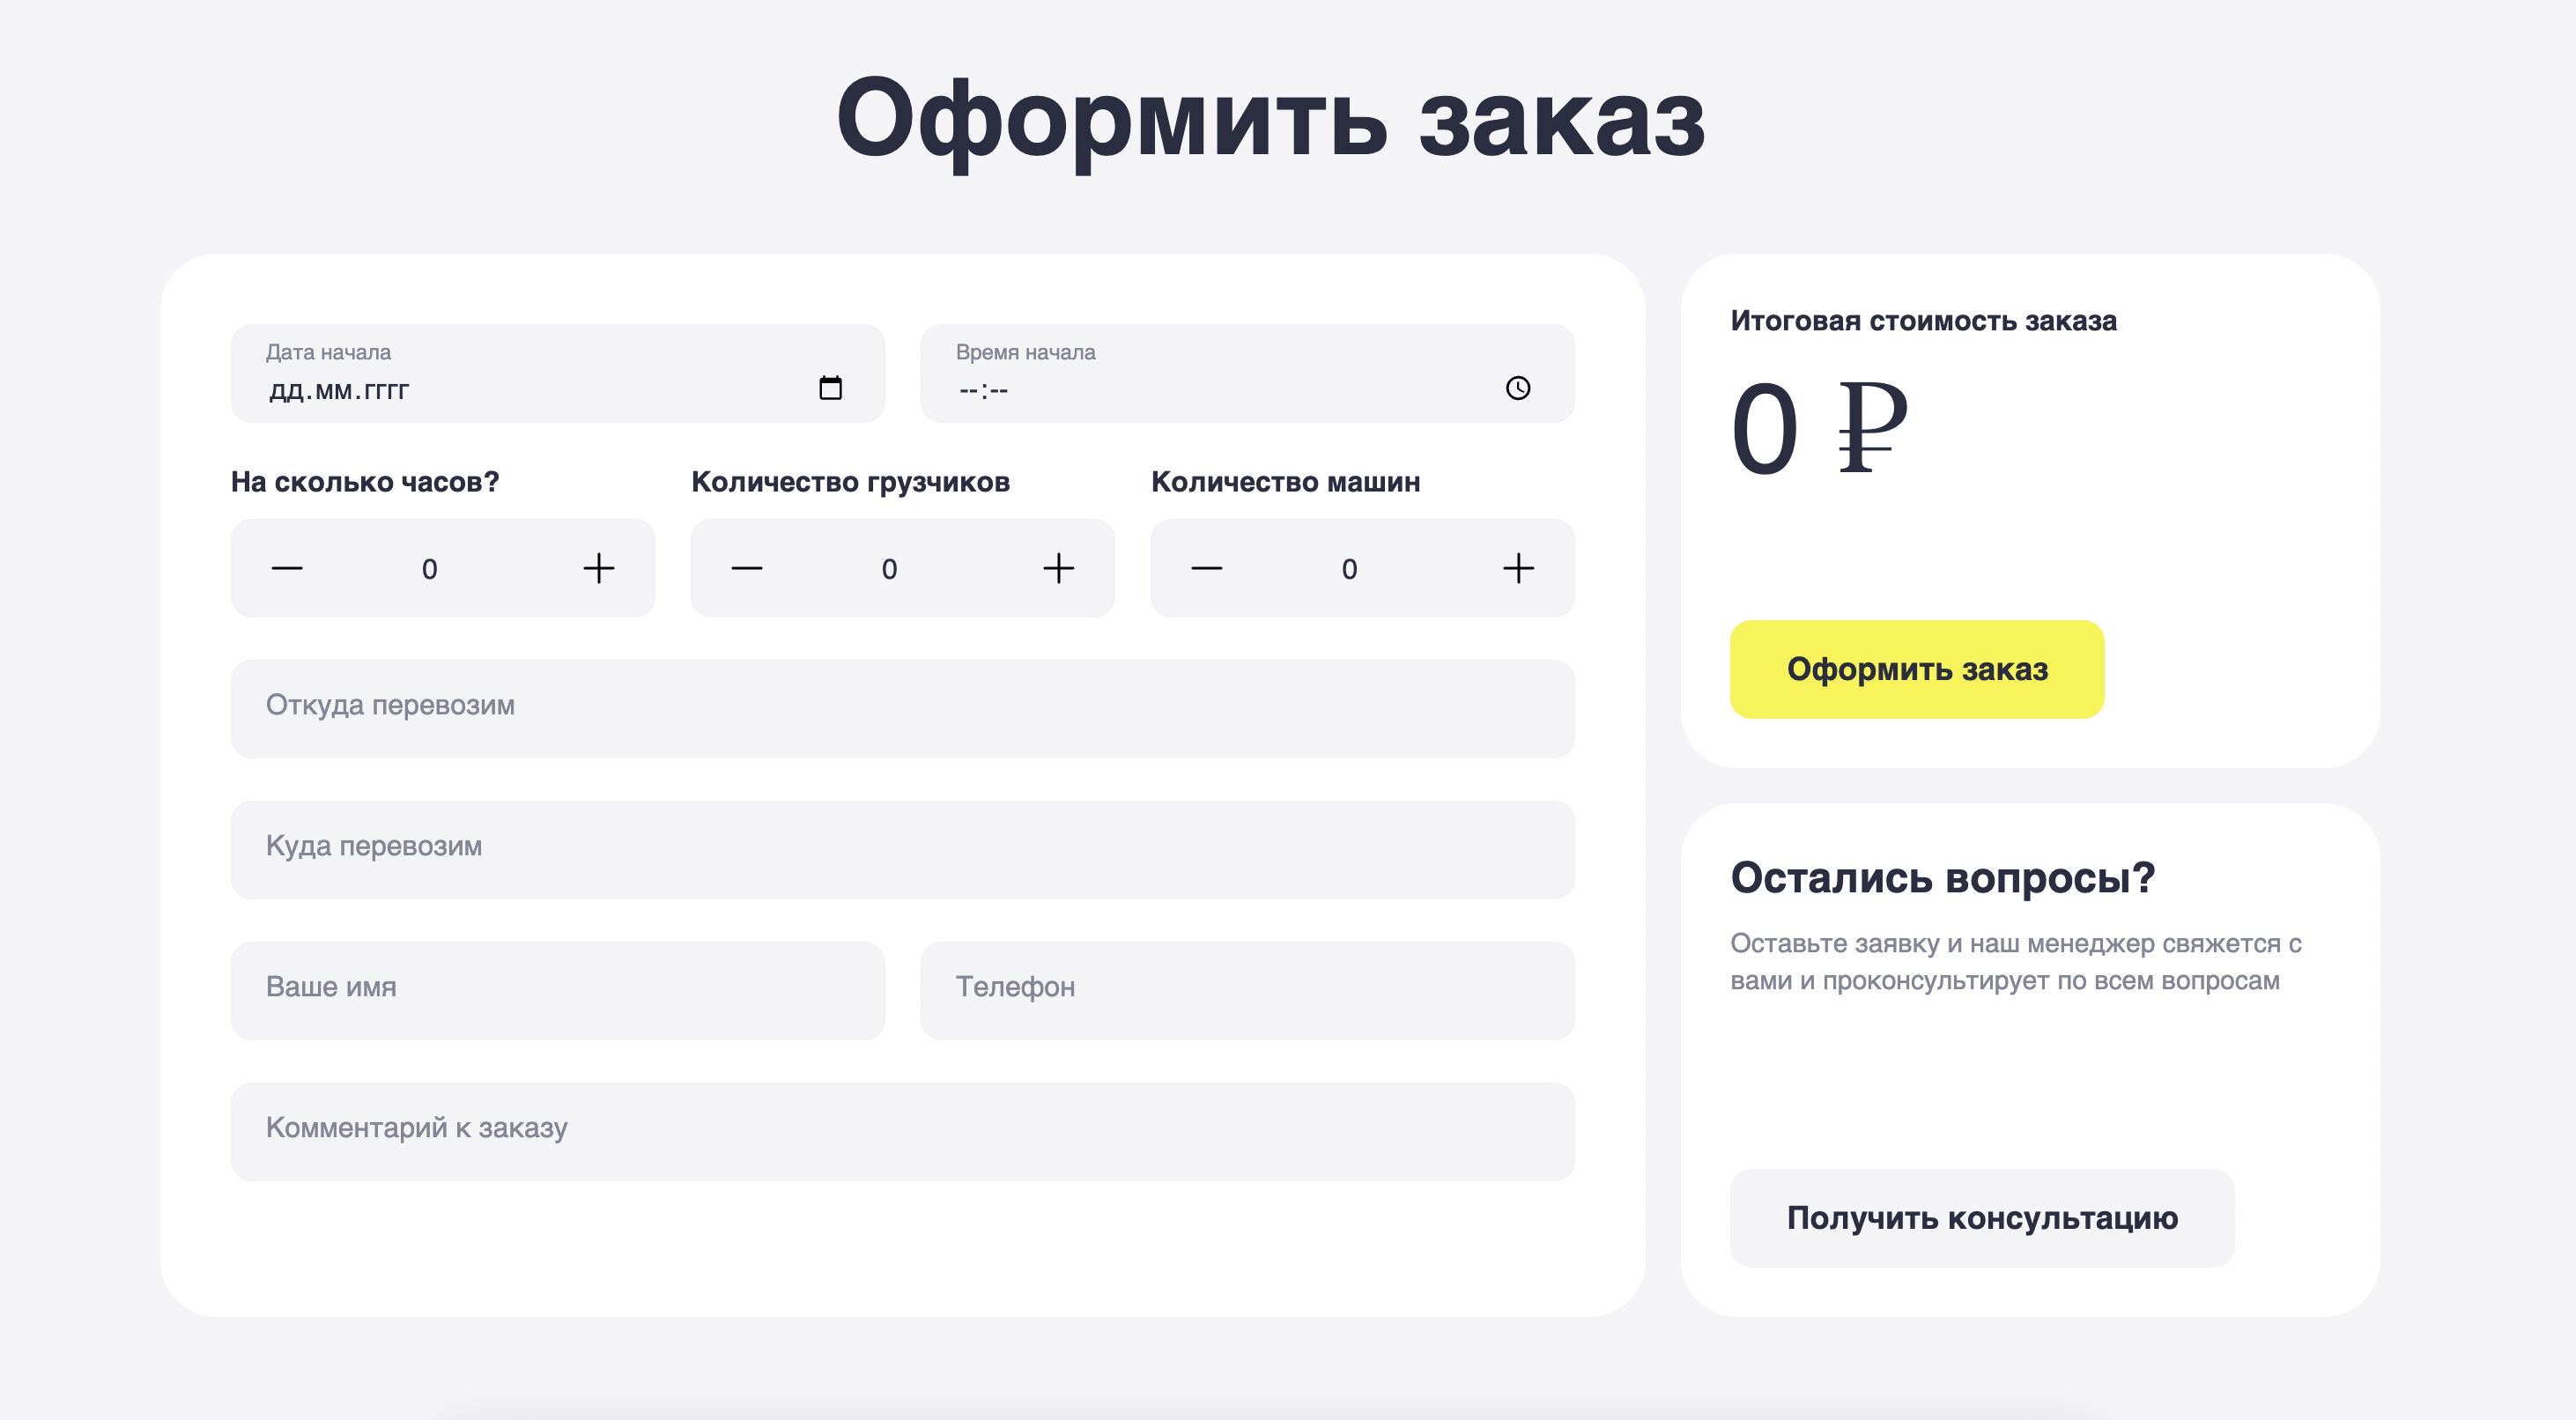 Оформить заказ
Дата начала
дд.мм.гггг
Время начала
--:--
На сколько часов?
Количество грузчиков
Количество машин
— 0 +
— 0 +
— 0 +
Откуда перевозим
Куда перевозим
Ваше имя
Телефон
Комментарий к заказу
Итоговая стоимость заказа
0 ₽
Оформить заказ
Остались вопросы?
Оставьте заявку и наш менеджер свяжется с
вами и проконсультирует по всем вопросам
Получить консультацию